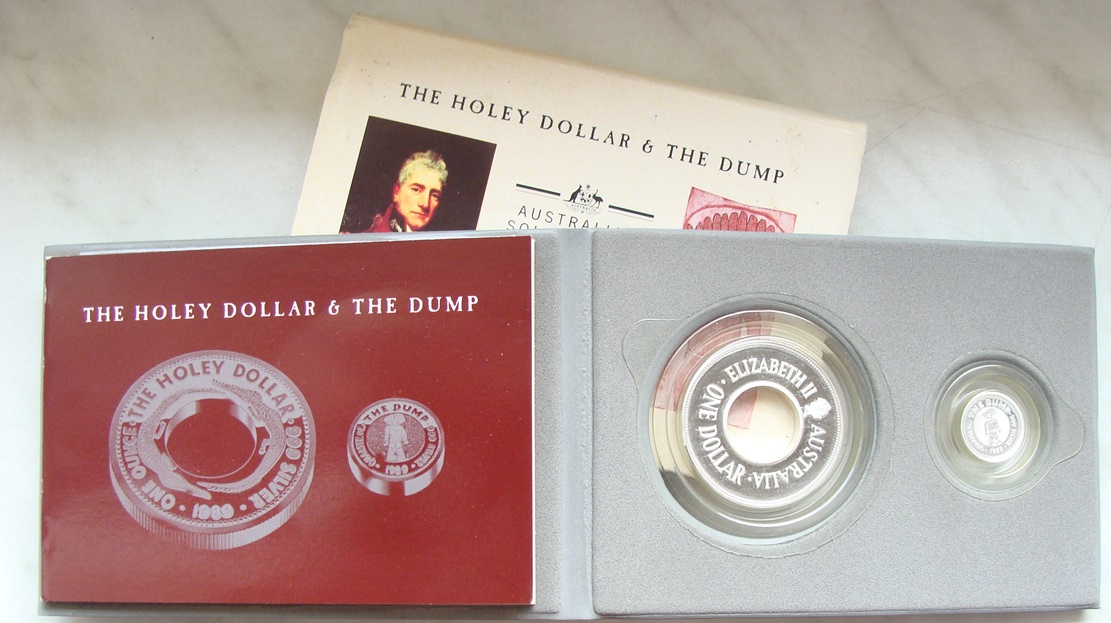 THE HOLEY DOLLAR & THE DUMP
AUSTRALI
THE HOLEY DOLLAR & THE DUMP
· THE HOLEY DOLLAR · 999 SILVER · 1989 · ONE OUNCE
THE DUMP
· 1989 ·
· ELIZABETH II AUSTRALIA · ONE DOLLAR